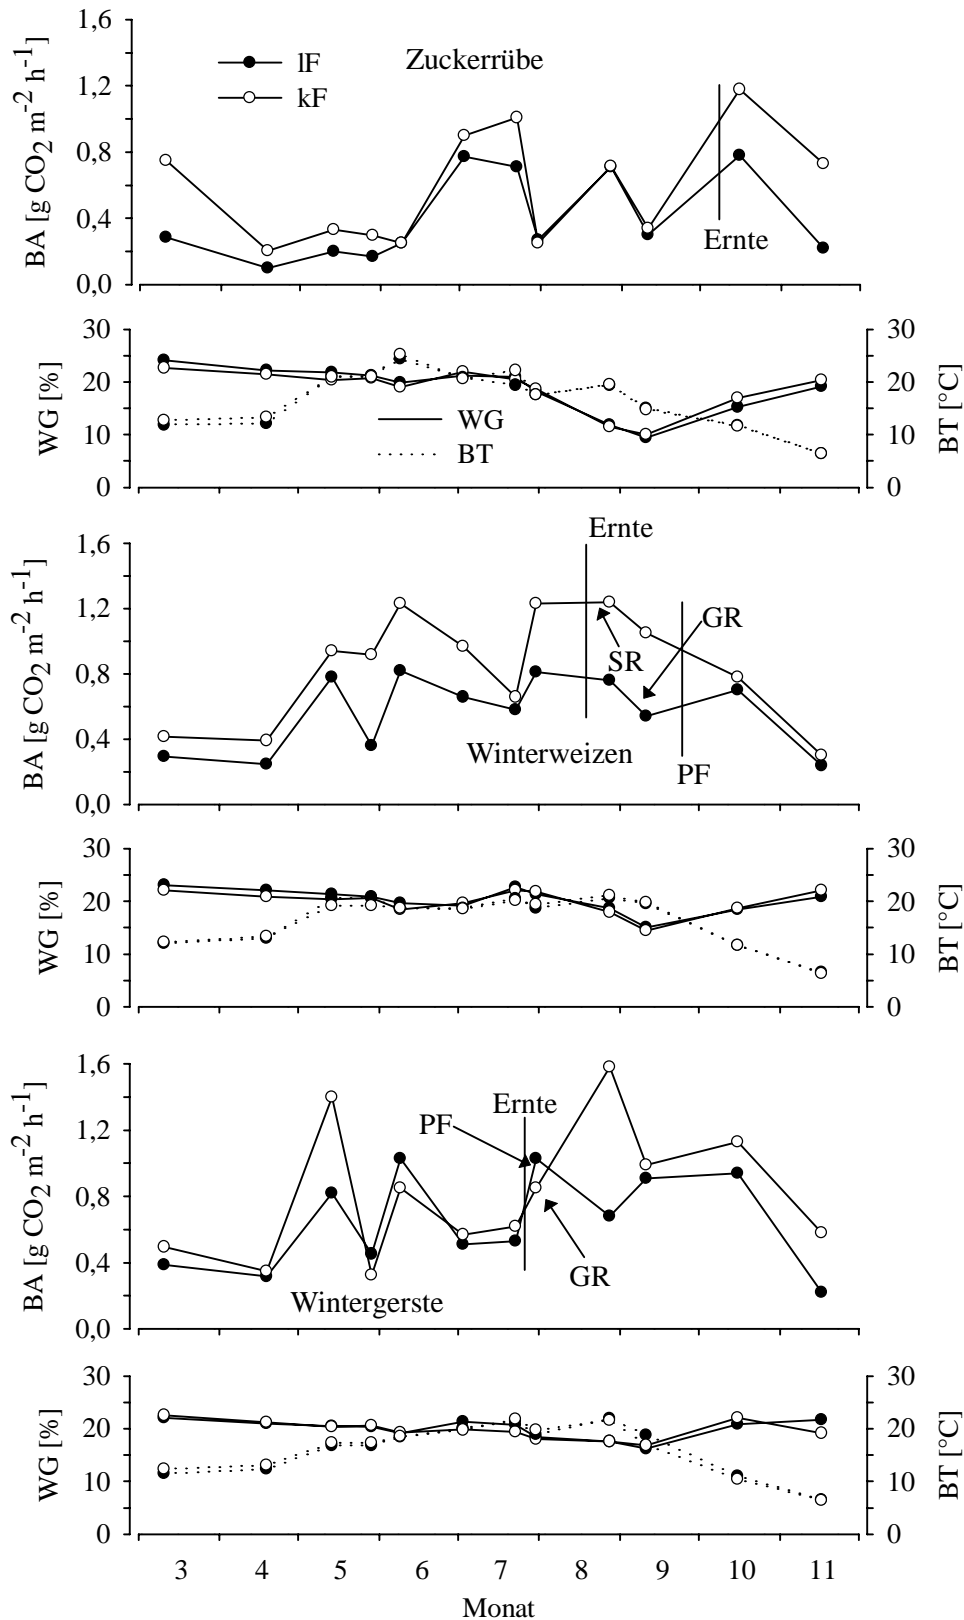 1,6
1,2
0,8
0,4
0,0
BA [g CO2 m-2 h-1]
lF
kF
Zuckerrübe
Ernte
30
20
10
0
WG [%]
WG
BT
30
20
10
0
BT [°C]
Ernte
1,6
1,2
0,8
0,4
0,0
BA [g CO2 m-2 h-1]
GR
SR
Winterweizen
PF
30
20
10
0
WG [%]
30
20
10
0
BT [°C]
1,6
1,2
0,8
0,4
0,0
BA [g CO2 m-2 h-1]
Ernte
PF
GR
Wintergerste
30
20
10
0
WG [%]
30
20
10
0
BT [°C]
3 4 5 6 7 8 9 10 11
Monat